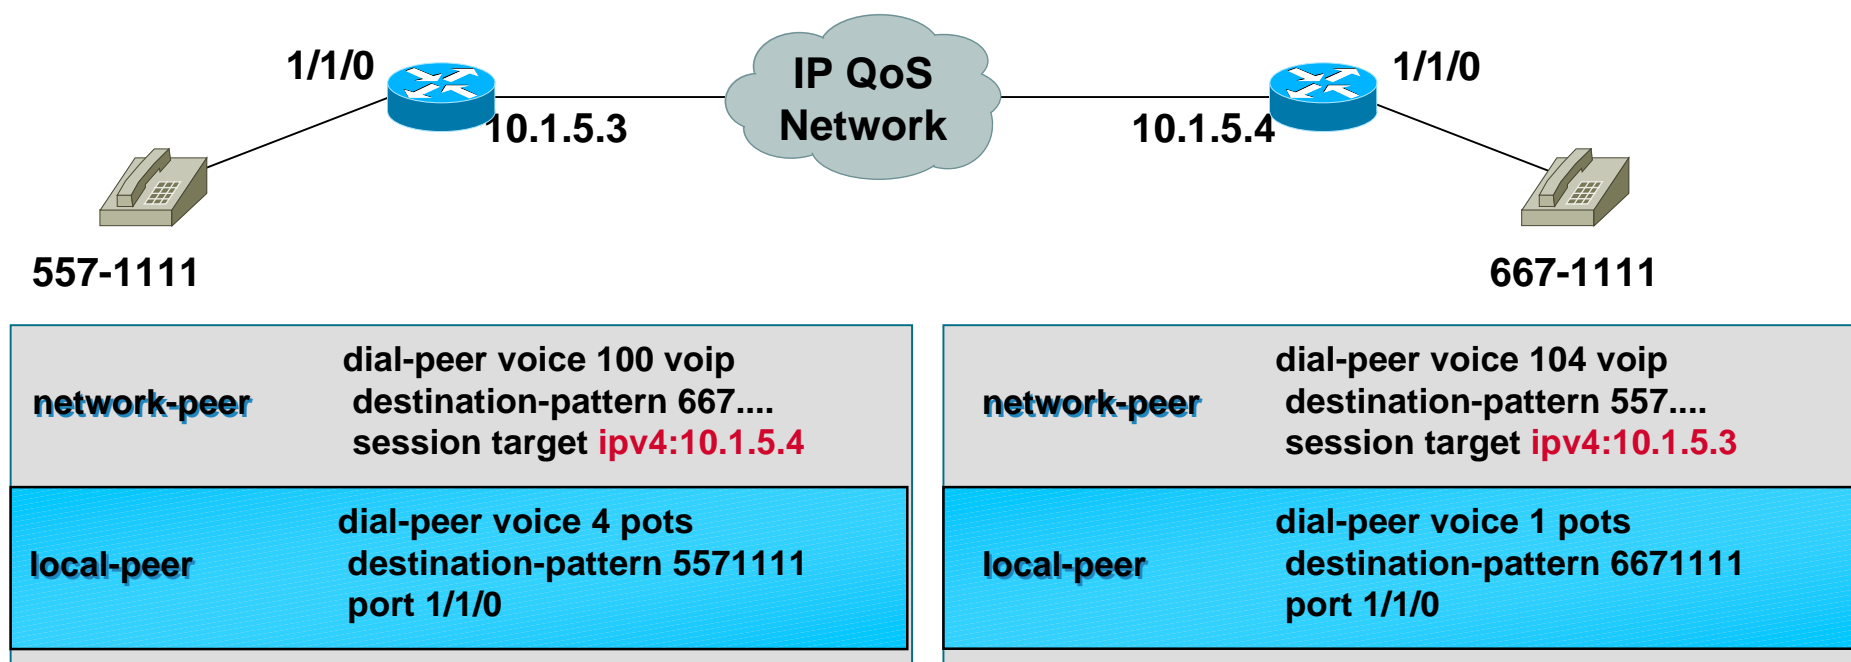 1/1/0
IP QoS
Network
1/1/0
10.1.5.3
10.1.5.4
557-1111
667-1111
network-peer
dial-peer voice 100 voip
destination-pattern 667....
session target ipv4:10.1.5.4
local-peer
dial-peer voice 4 pots
destination-pattern 5571111
port 1/1/0
network-peer
dial-peer voice 104 voip
destination-pattern 557....
session target ipv4:10.1.5.3
local-peer
dial-peer voice 1 pots
destination-pattern 6671111
port 1/1/0